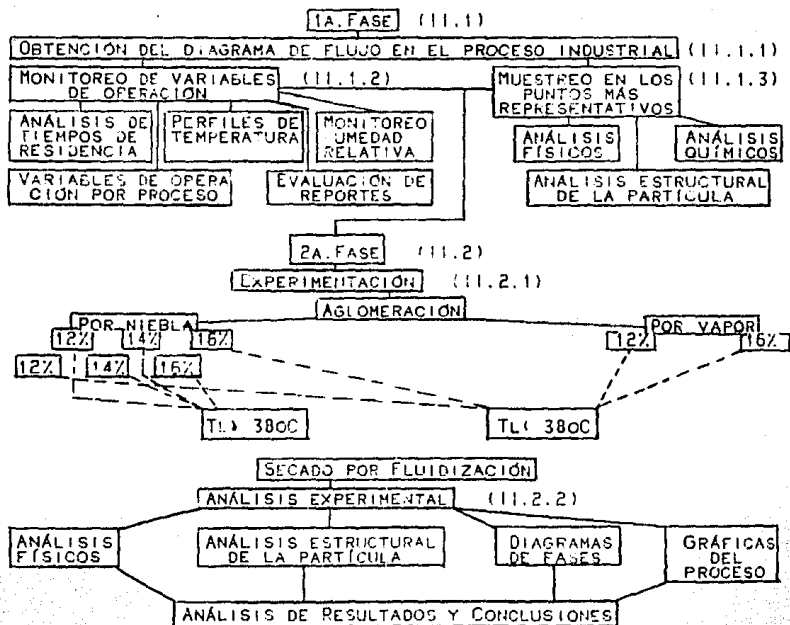 1A. FASE (II.1)
OBTENCIÓN DEL DIAGRAMA DE FLUJO EN EL PROCESO INDUSTRIAL (II.1.1)
MONITOREO DE VARIABLES
DE OPERACIÓN
(II.1.2)
MUESTREO EN LOS
PUNTOS MÁS
REPRESENTATIVOS
(II.1.3)
ANÁLISIS DE
TIEMPOS DE
RESIDENCIA
PERFILES DE
TEMPERATURA
MONITOREO
HUMEDAD
RELATIVA
ANÁLISIS
FÍSICOS
ANÁLISIS
QUÍMICOS
VARIABLES DE OPERA
CIÓN POR PROCESO
EVALUACIÓN DE
REPORTES
ANÁLISIS ESTRUCTURAL
DE LA PARTÍCULA
2A. FASE (II.2)
EXPERIMENTACIÓN (II.2.1)
AGLOMERACIÓN
POR NIEBLA
POR VAPOR
12% 14% 16%
12% 16%
12% 14% 16%
TL> 38oC
TL< 38oC
SECADO POR FLUIDIZACIÓN
ANÁLISIS EXPERIMENTAL (II.2.2)
ANÁLISIS
FÍSICOS
ANÁLISIS ESTRUCTURAL
DE LA PARTÍCULA
DIAGRAMAS
DE FASES
GRÁFICAS
DEL
PROCESO
ANÁLISIS DE RESULTADOS Y CONCLUSIONES